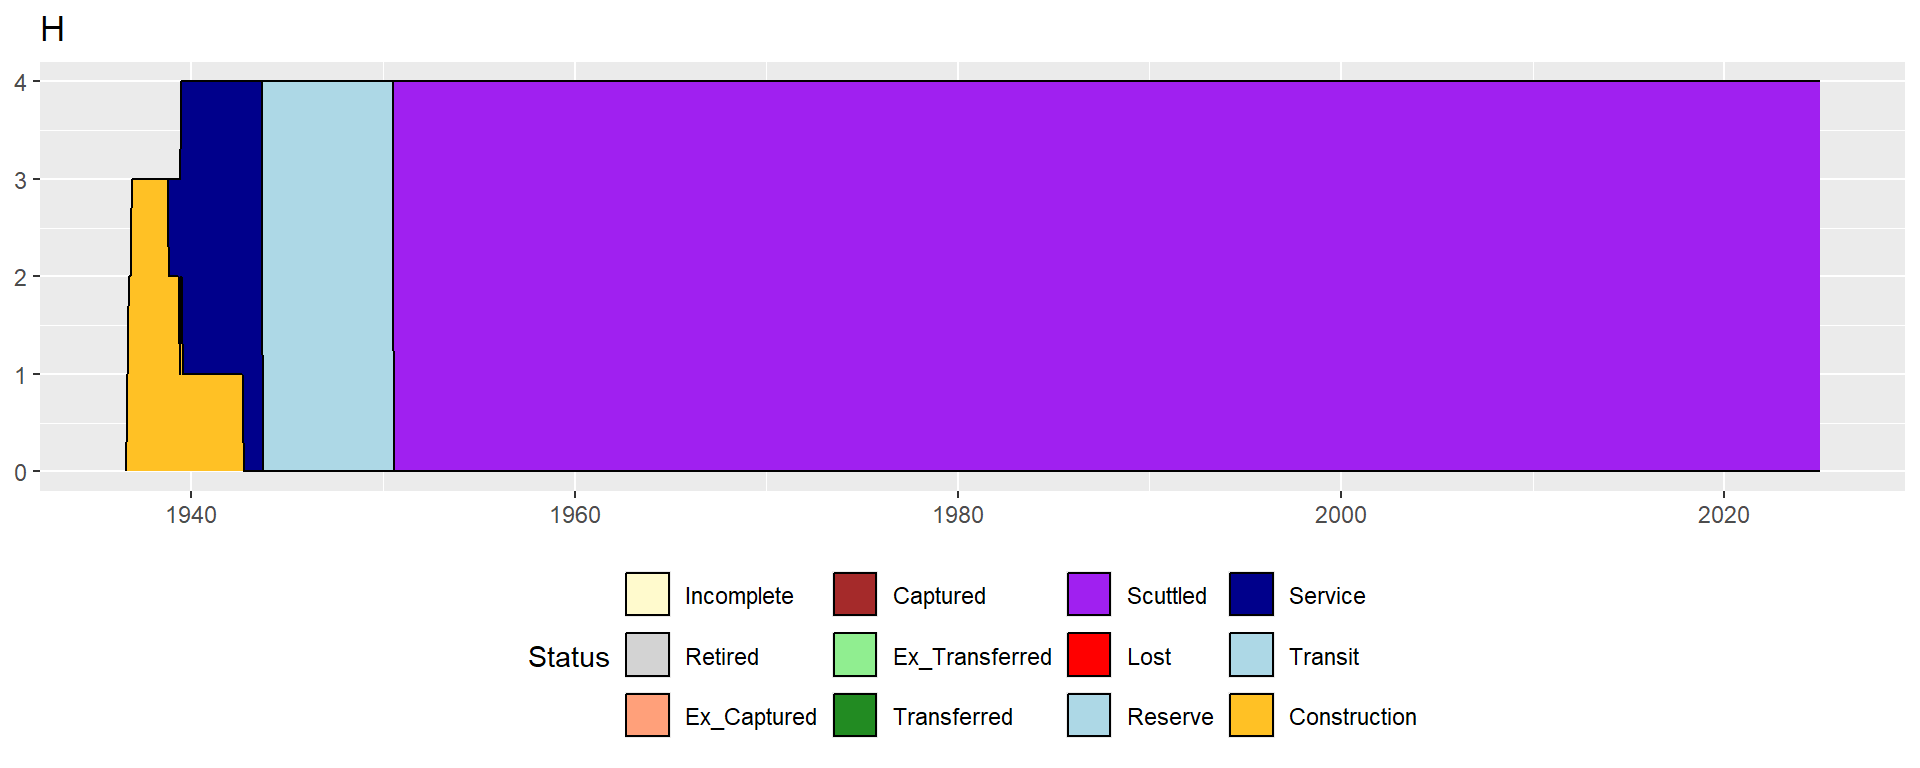 H
4
3
2
1
0
1940 1960 1980 2000 2020
Incomplete Captured Scuttled Service
Status Retired Ex_Transferred Lost Transit
Ex_Captured Transferred Reserve Construction